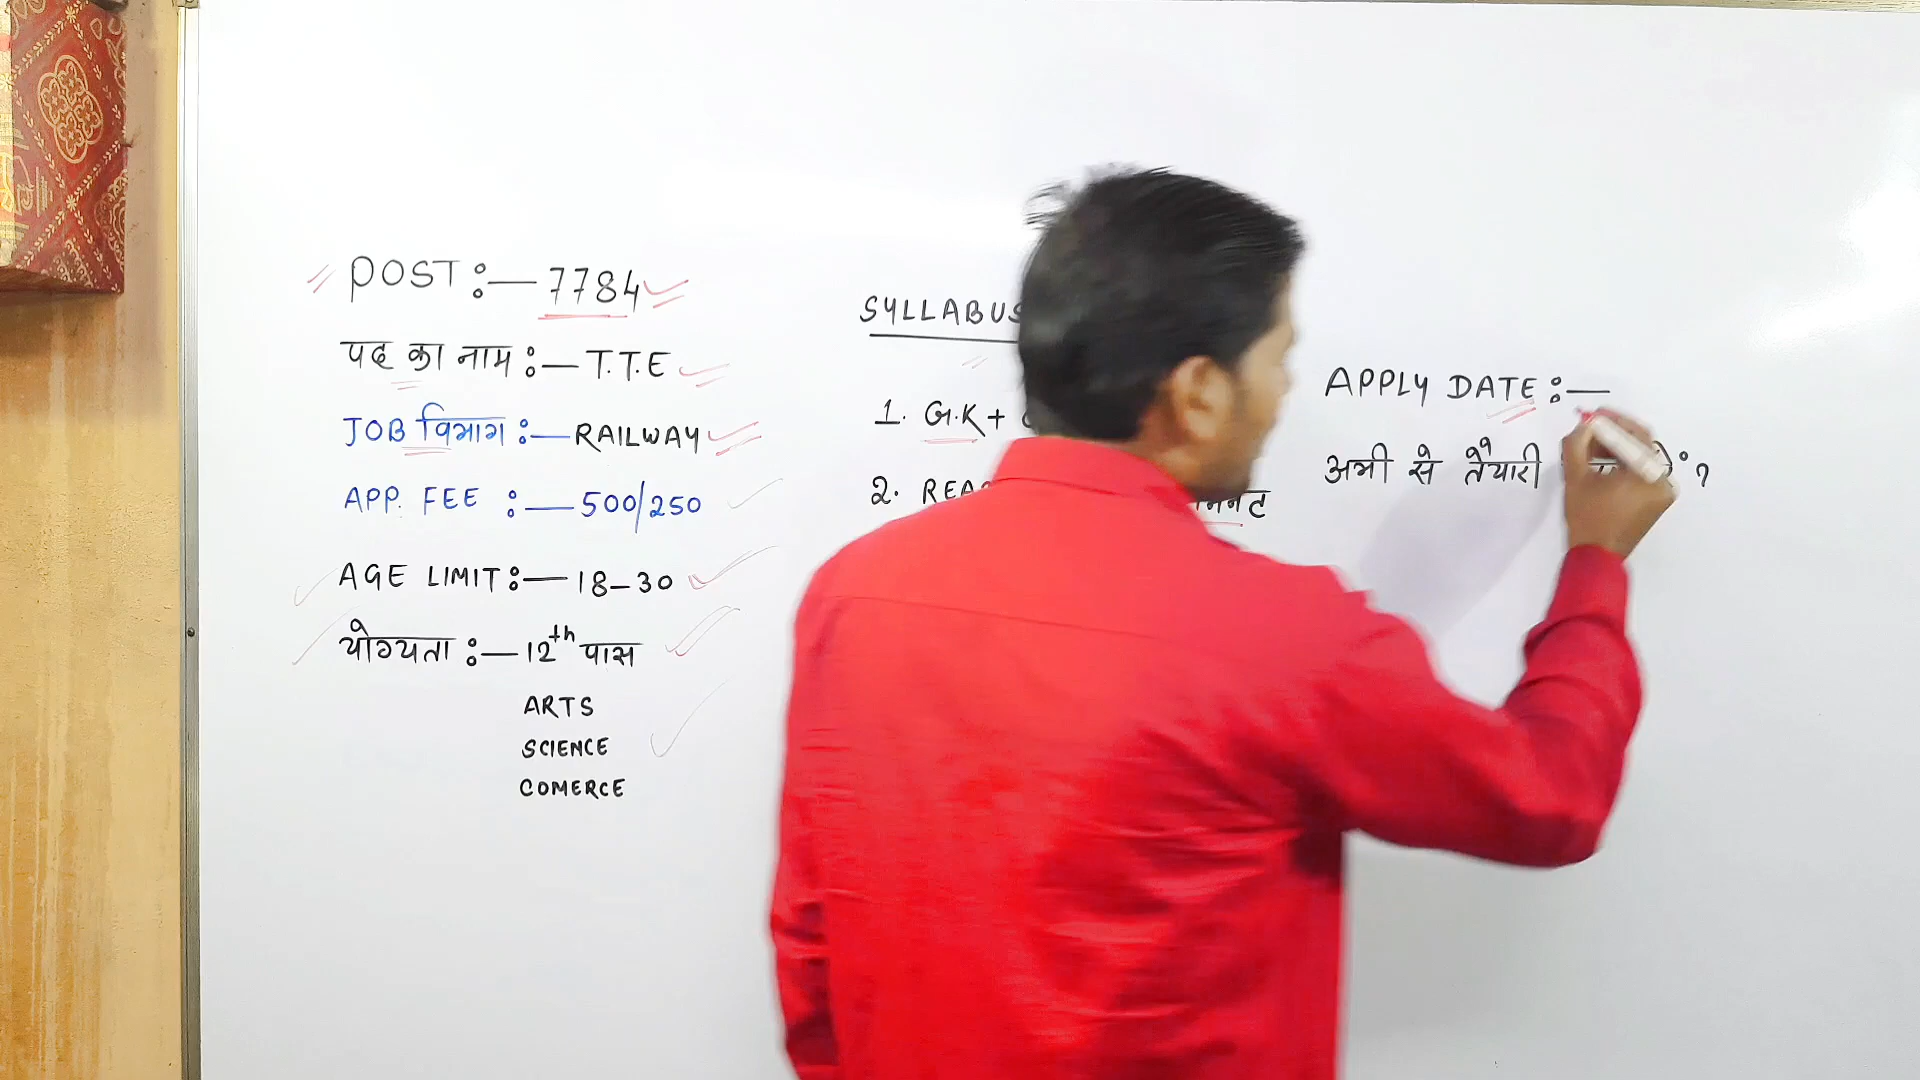 POST :— 7784
पद का नाम :— T.T.E
JOB विभाग :— RAILWAY
APP. FEE :— 500/250
AGE LIMIT :— 18-30
योग्यता :— 12th पास
ARTS
SCIENCE
COMERCE
SYLLABUS
1. G.K +
2.
APPLY DATE :—
अभी से तैयारी ?